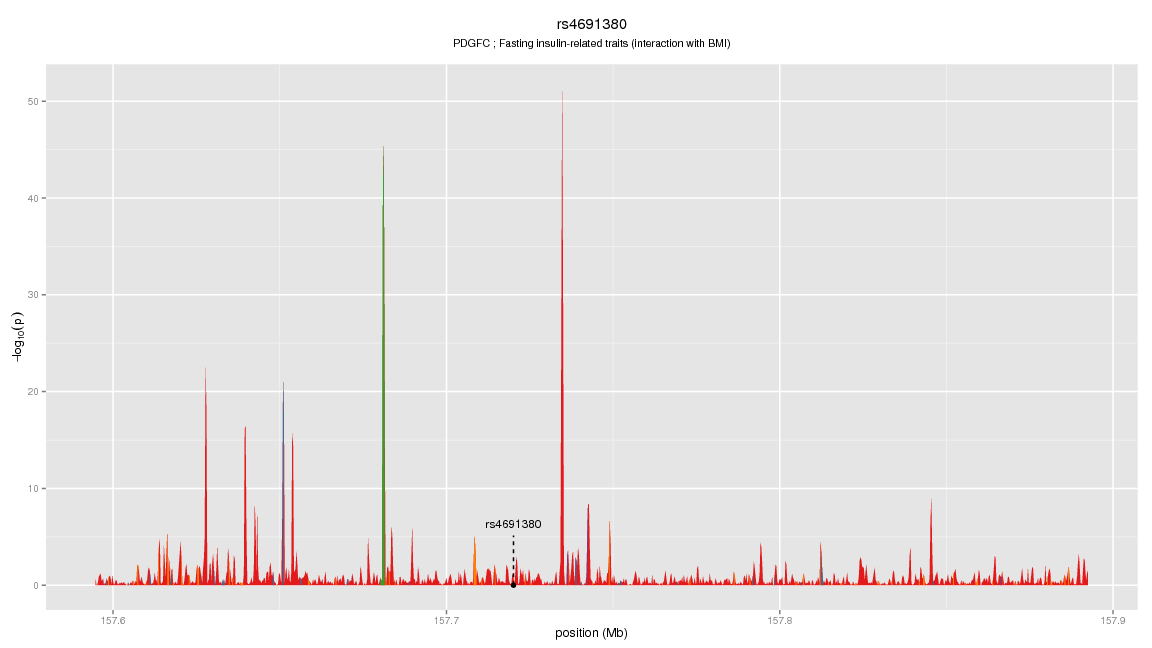 rs4691380
PDGFC ; Fasting insulin-related traits (interaction with BMI)
50
40
30
20
10
0
−log10(p)
rs4691380
157.6
157.7
157.8
157.9
position (Mb)